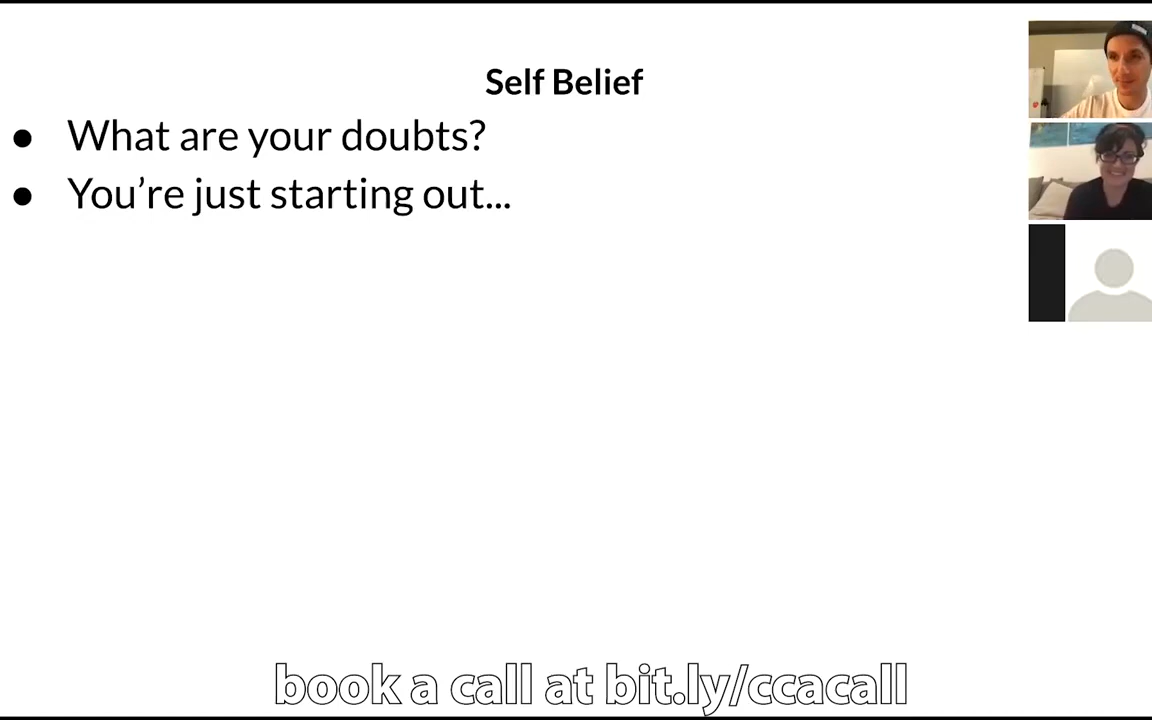 Self Belief
● What are your doubts?
● You’re just starting out...
book a call at bit.ly/ccacall